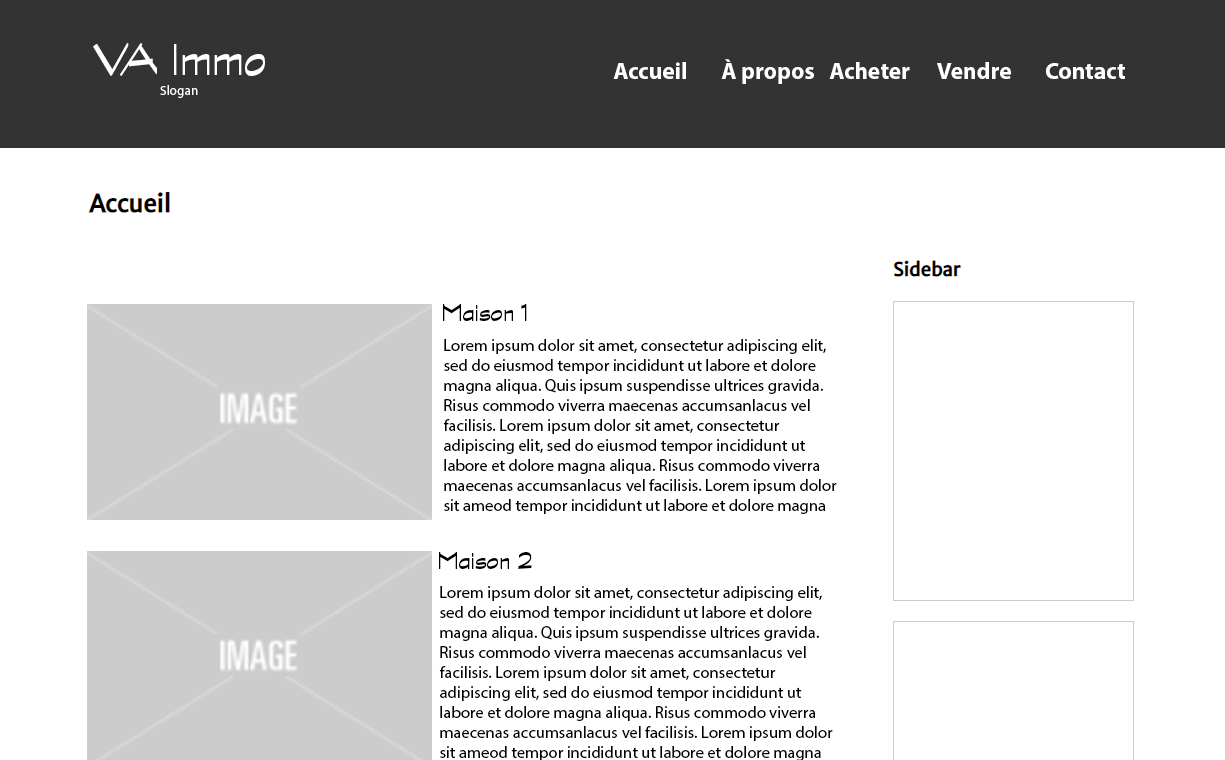 VA Immo
Slogan
Accueil À propos Acheter Vendre Contact
Accueil
Sidebar
IMAGE
Maison 1
Lorem ipsum dolor sit amet, consectetur adipiscing elit,
sed do eiusmod tempor incididunt ut labore et dolore
magna aliqua. Quis ipsum suspendisse ultrices gravida.
Risus commodo viverra maecenas accumsanlacus vel
facilisis. Lorem ipsum dolor sit amet, consectetur
adipiscing elit, sed do eiusmod tempor incididunt ut
labore et dolore magna aliqua. Risus commodo viverra
maecenas accumsanlacus vel facilisis. Lorem ipsum dolor
sit ameod tempor incididunt ut labore et dolore magna
IMAGE
Maison 2
Lorem ipsum dolor sit amet, consectetur adipiscing elit,
sed do eiusmod tempor incididunt ut labore et dolore
magna aliqua. Quis ipsum suspendisse ultrices gravida.
Risus commodo viverra maecenas accumsanlacus vel
facilisis. Lorem ipsum dolor sit amet, consectetur
adipiscing elit, sed do eiusmod tempor incididunt ut
labore et dolore magna aliqua. Risus commodo viverra
maecenas accumsanlacus vel facilisis. Lorem ipsum dolor
sit ameod tempor incididunt ut labore et dolore magna